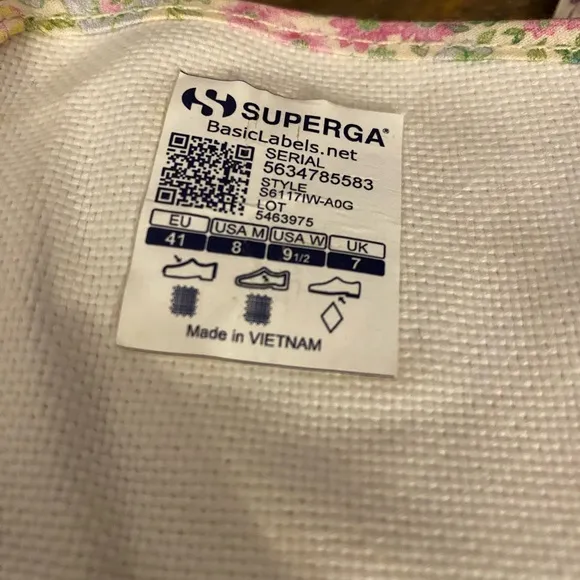 SUPERGA®
BasicLabels.net
SERIAL
5634785583
STYLE
S6117IW-A0G
LOT
5463975
EU USA M USA W UK
41 8 9 1/2 7
Made in VIETNAM